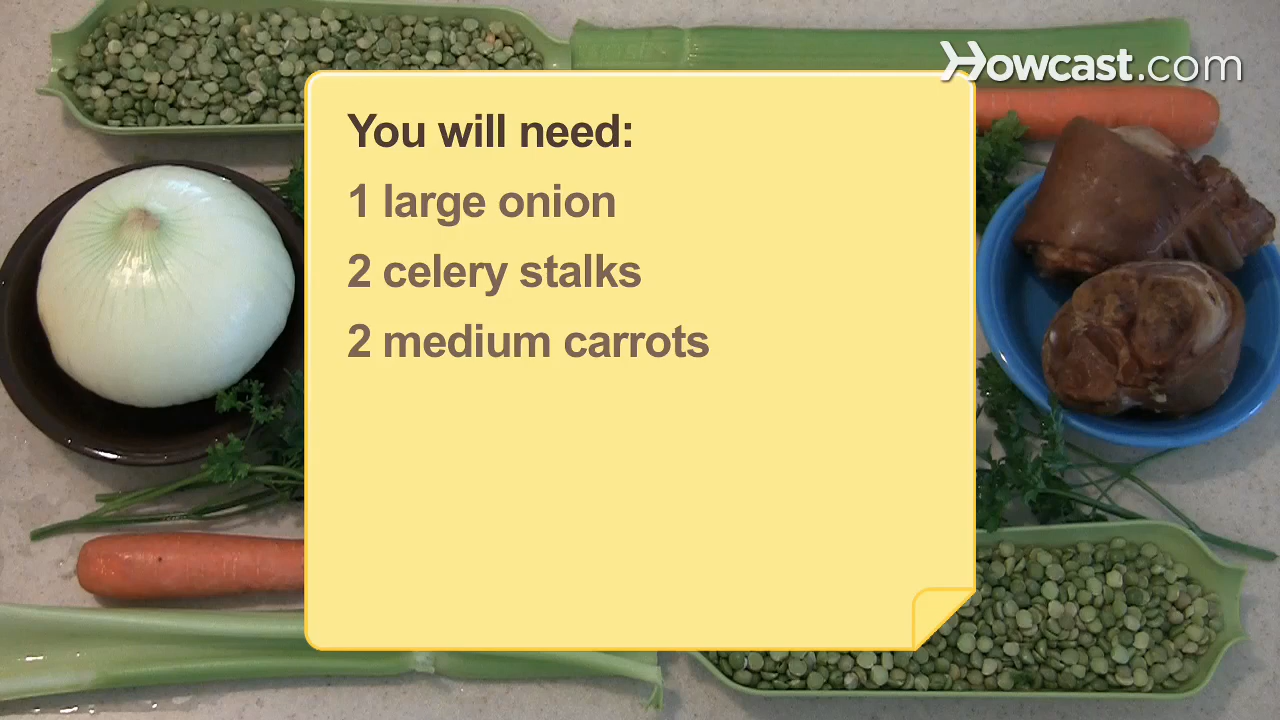 Howcast.com
You will need:
1 large onion
2 celery stalks
2 medium carrots